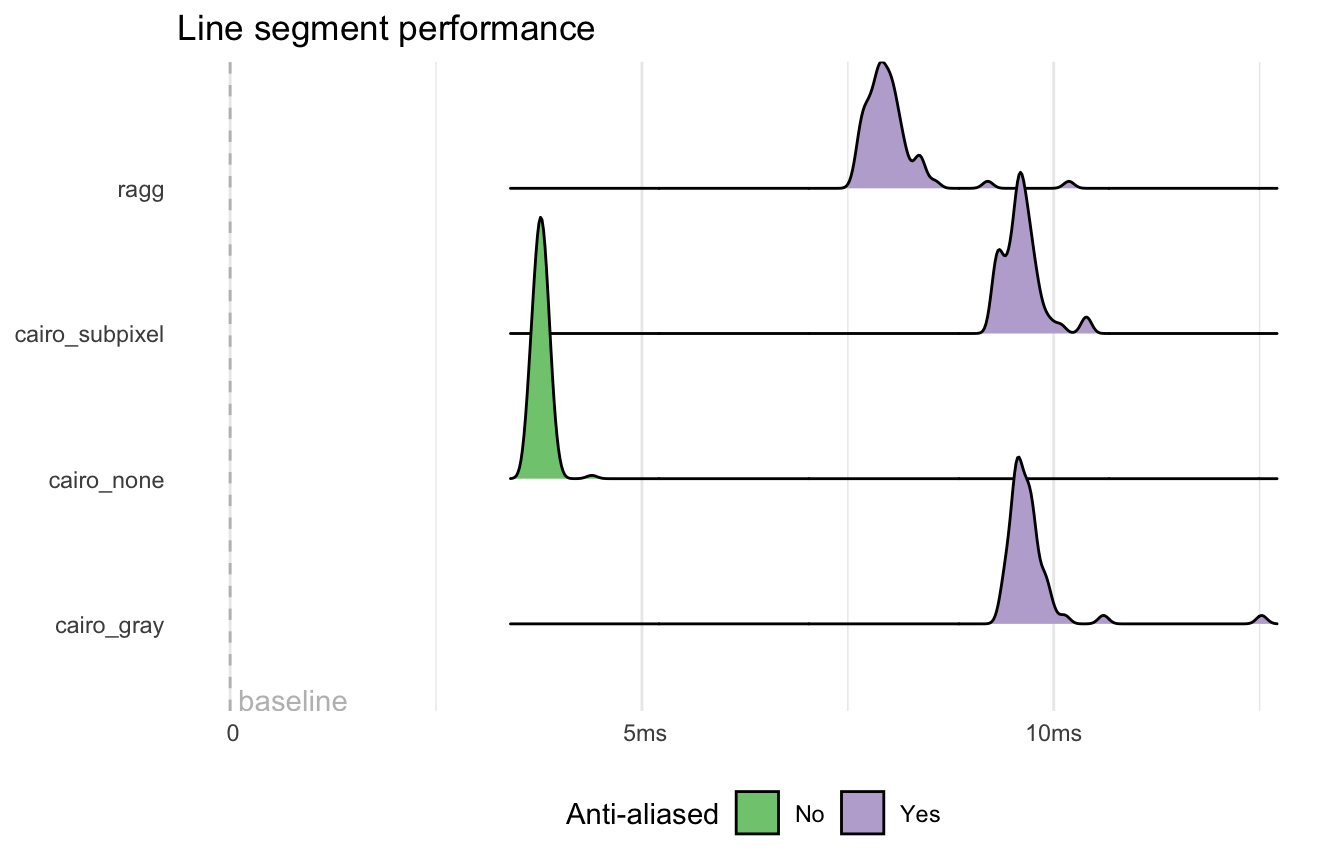 Line segment performance
ragg
cairo_subpixel
cairo_none
cairo_gray
baseline
0 5ms 10ms
Anti-aliased No Yes